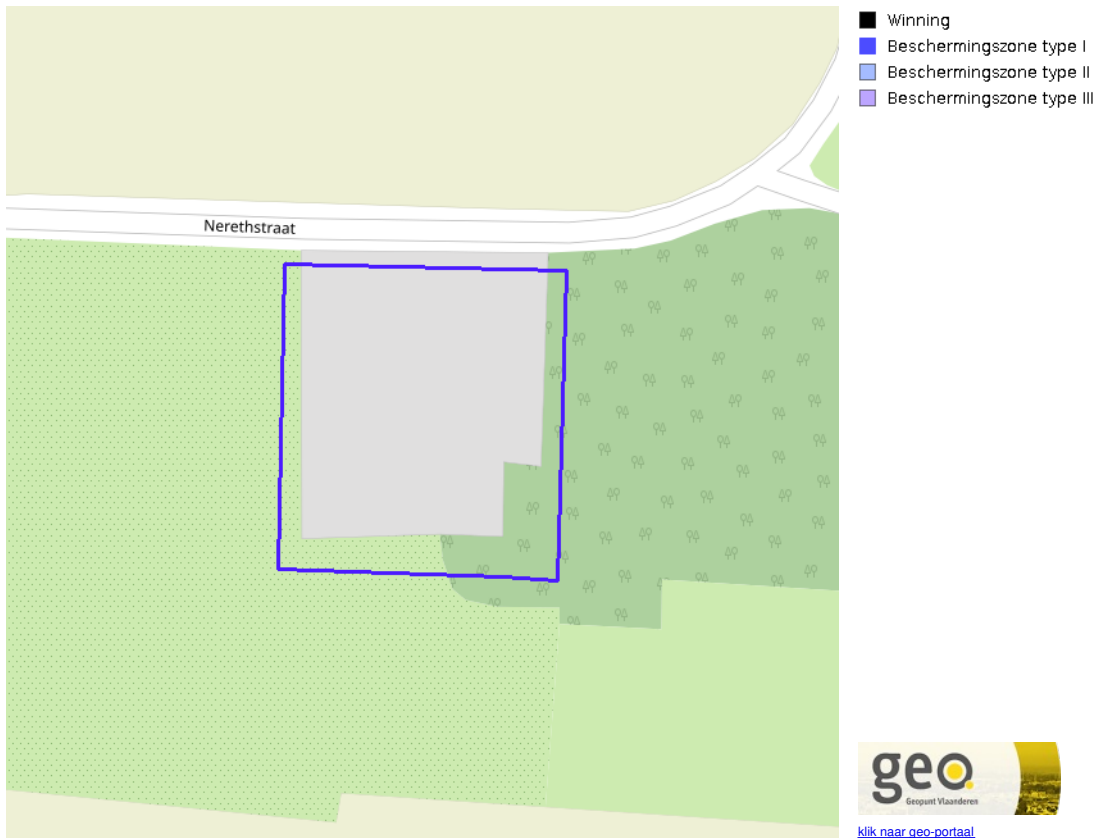 Winning
Beschermingszone type I
Beschermingszone type II
Beschermingszone type III
Nerethstraat
geo.
Geopunt Vlaanderen
klik naar geo-portaal